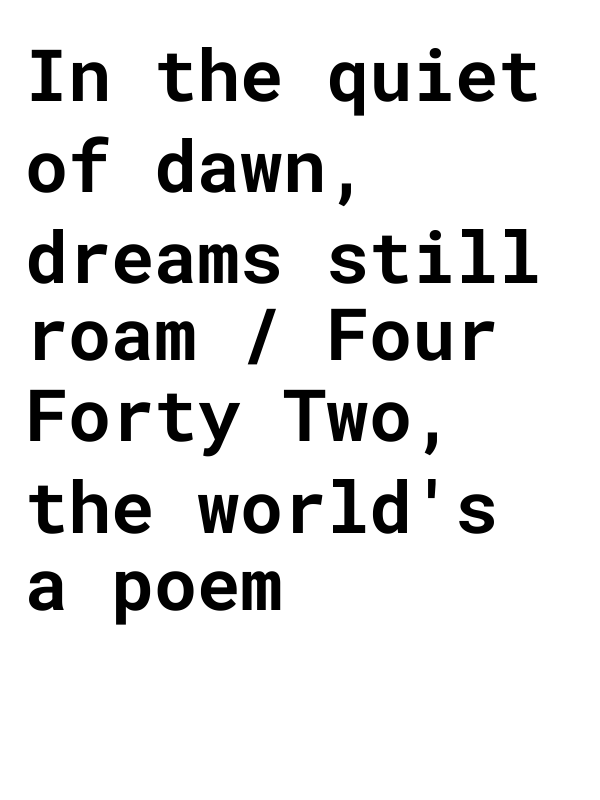 In the quiet
of dawn,
dreams still
roam / Four
Forty Two,
the world's
a poem